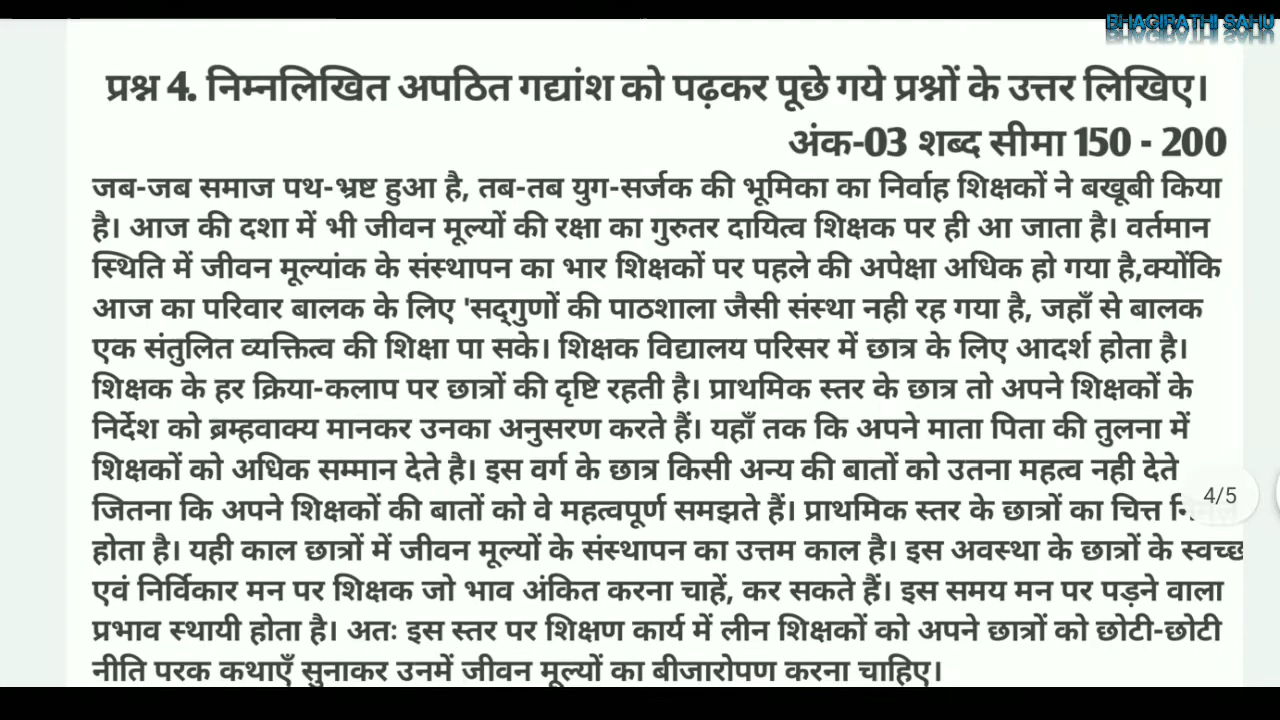 BHAGIRATHI SAHU
प्रश्न 4. निम्नलिखित अपठित गद्यांश को पढ़कर पूछे गये प्रश्नों के उत्तर लिखिए।
अंक-03 शब्द सीमा 150 - 200
जब-जब समाज पथ-भ्रष्ट हुआ है, तब-तब युग-सर्जक की भूमिका का निर्वाह शिक्षकों ने बखूबी किया
है। आज की दशा में भी जीवन मूल्यों की रक्षा का गुरुतर दायित्व शिक्षक पर ही आ जाता है। वर्तमान
स्थिति में जीवन मूल्यांक के संस्थापन का भार शिक्षकों पर पहले की अपेक्षा अधिक हो गया है,क्योंकि
आज का परिवार बालक के लिए 'सद्गुणों की पाठशाला जैसी संस्था नही रह गया है, जहाँ से बालक
एक संतुलित व्यक्तित्व की शिक्षा पा सके। शिक्षक विद्यालय परिसर में छात्र के लिए आदर्श होता है।
शिक्षक के हर क्रिया-कलाप पर छात्रों की दृष्टि रहती है। प्राथमिक स्तर के छात्र तो अपने शिक्षकों के
निर्देश को ब्रम्हवाक्य मानकर उनका अनुसरण करते हैं। यहाँ तक कि अपने माता पिता की तुलना में
शिक्षकों को अधिक सम्मान देते है। इस वर्ग के छात्र किसी अन्य की बातों को उतना महत्व नही देते
4/5
जितना कि अपने शिक्षकों की बातों को वे महत्वपूर्ण समझते हैं। प्राथमिक स्तर के छात्रों का चित्त
होता है। यही काल छात्रों में जीवन मूल्यों के संस्थापन का उत्तम काल है। इस अवस्था के छात्रों के स्वच्छ
एवं निर्विकार मन पर शिक्षक जो भाव अंकित करना चाहें, कर सकते हैं। इस समय मन पर पड़ने वाला
प्रभाव स्थायी होता है। अतः इस स्तर पर शिक्षण कार्य में लीन शिक्षकों को अपने छात्रों को छोटी-छोटी
नीति परक कथाएँ सुनाकर उनमें जीवन मूल्यों का बीजारोपण करना चाहिए।